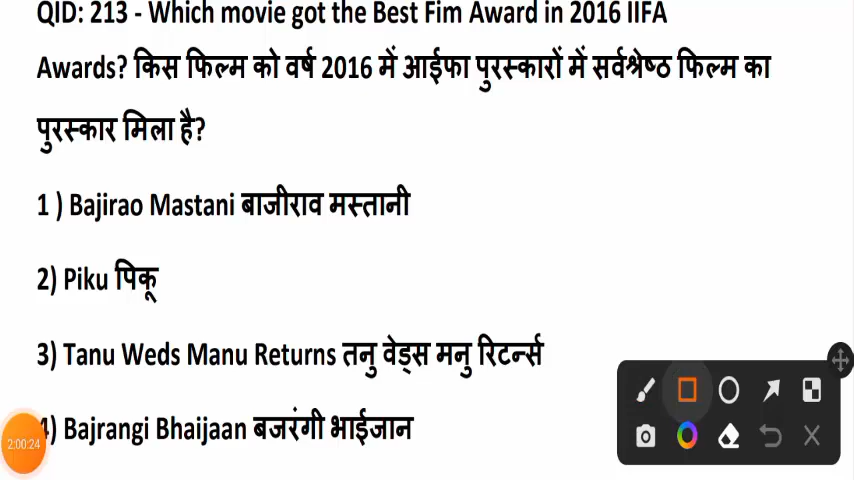 QID: 213 - Which movie got the Best Fim Award in 2016 IIFA
Awards? किस फिल्म को वर्ष 2016 में आईफा पुरस्कारों में सर्वश्रेष्ठ फिल्म का
पुरस्कार मिला है?
1 ) Bajirao Mastani बाजीराव मस्तानी
2) Piku पिकू
3) Tanu Weds Manu Returns तनु वेड्स मनु रिटर्न्स
4) Bajrangi Bhaijaan बजरंगी भाईजान
2:00:24